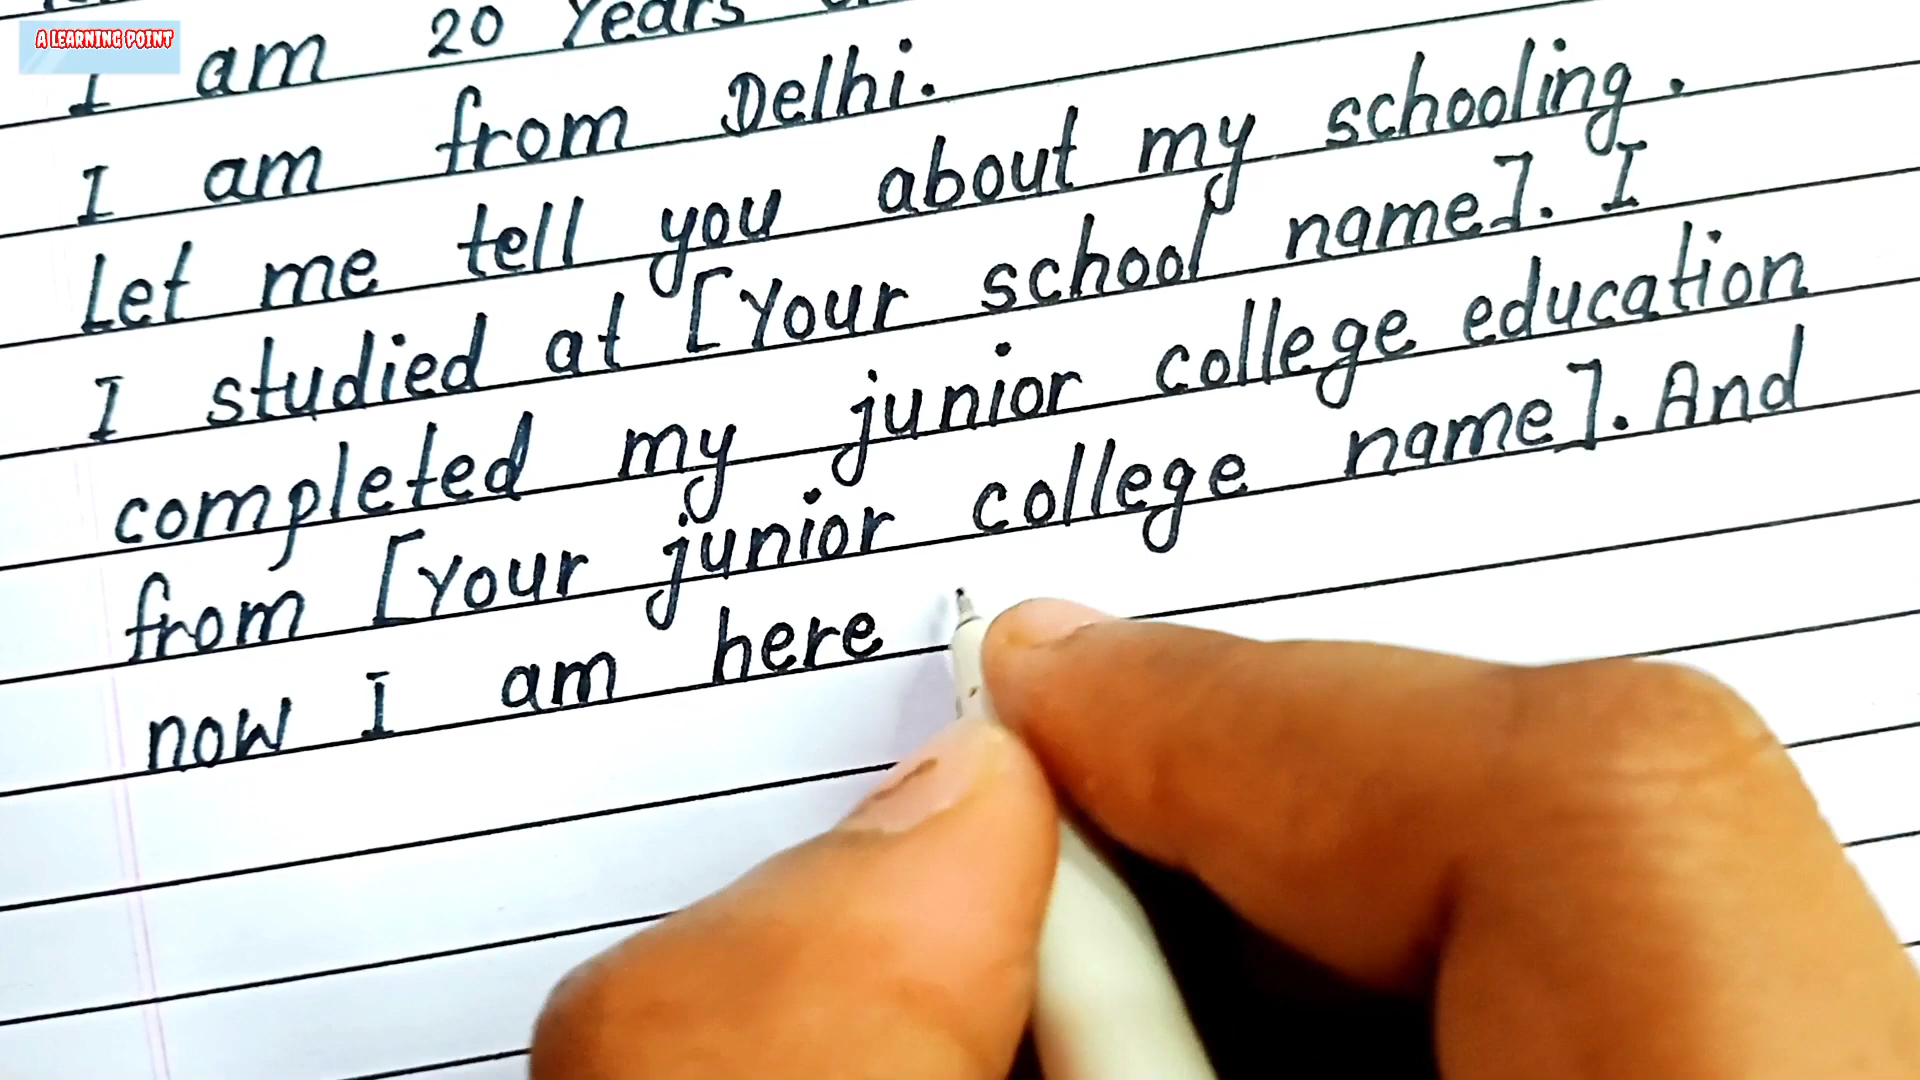 A LEARNING POINT
I am 20 Years
I am from Delhi.
Let me tell you about my schooling.
I studied at [Your school name]. I
completed my junior college education
from [Your junior college name]. And
now I am here